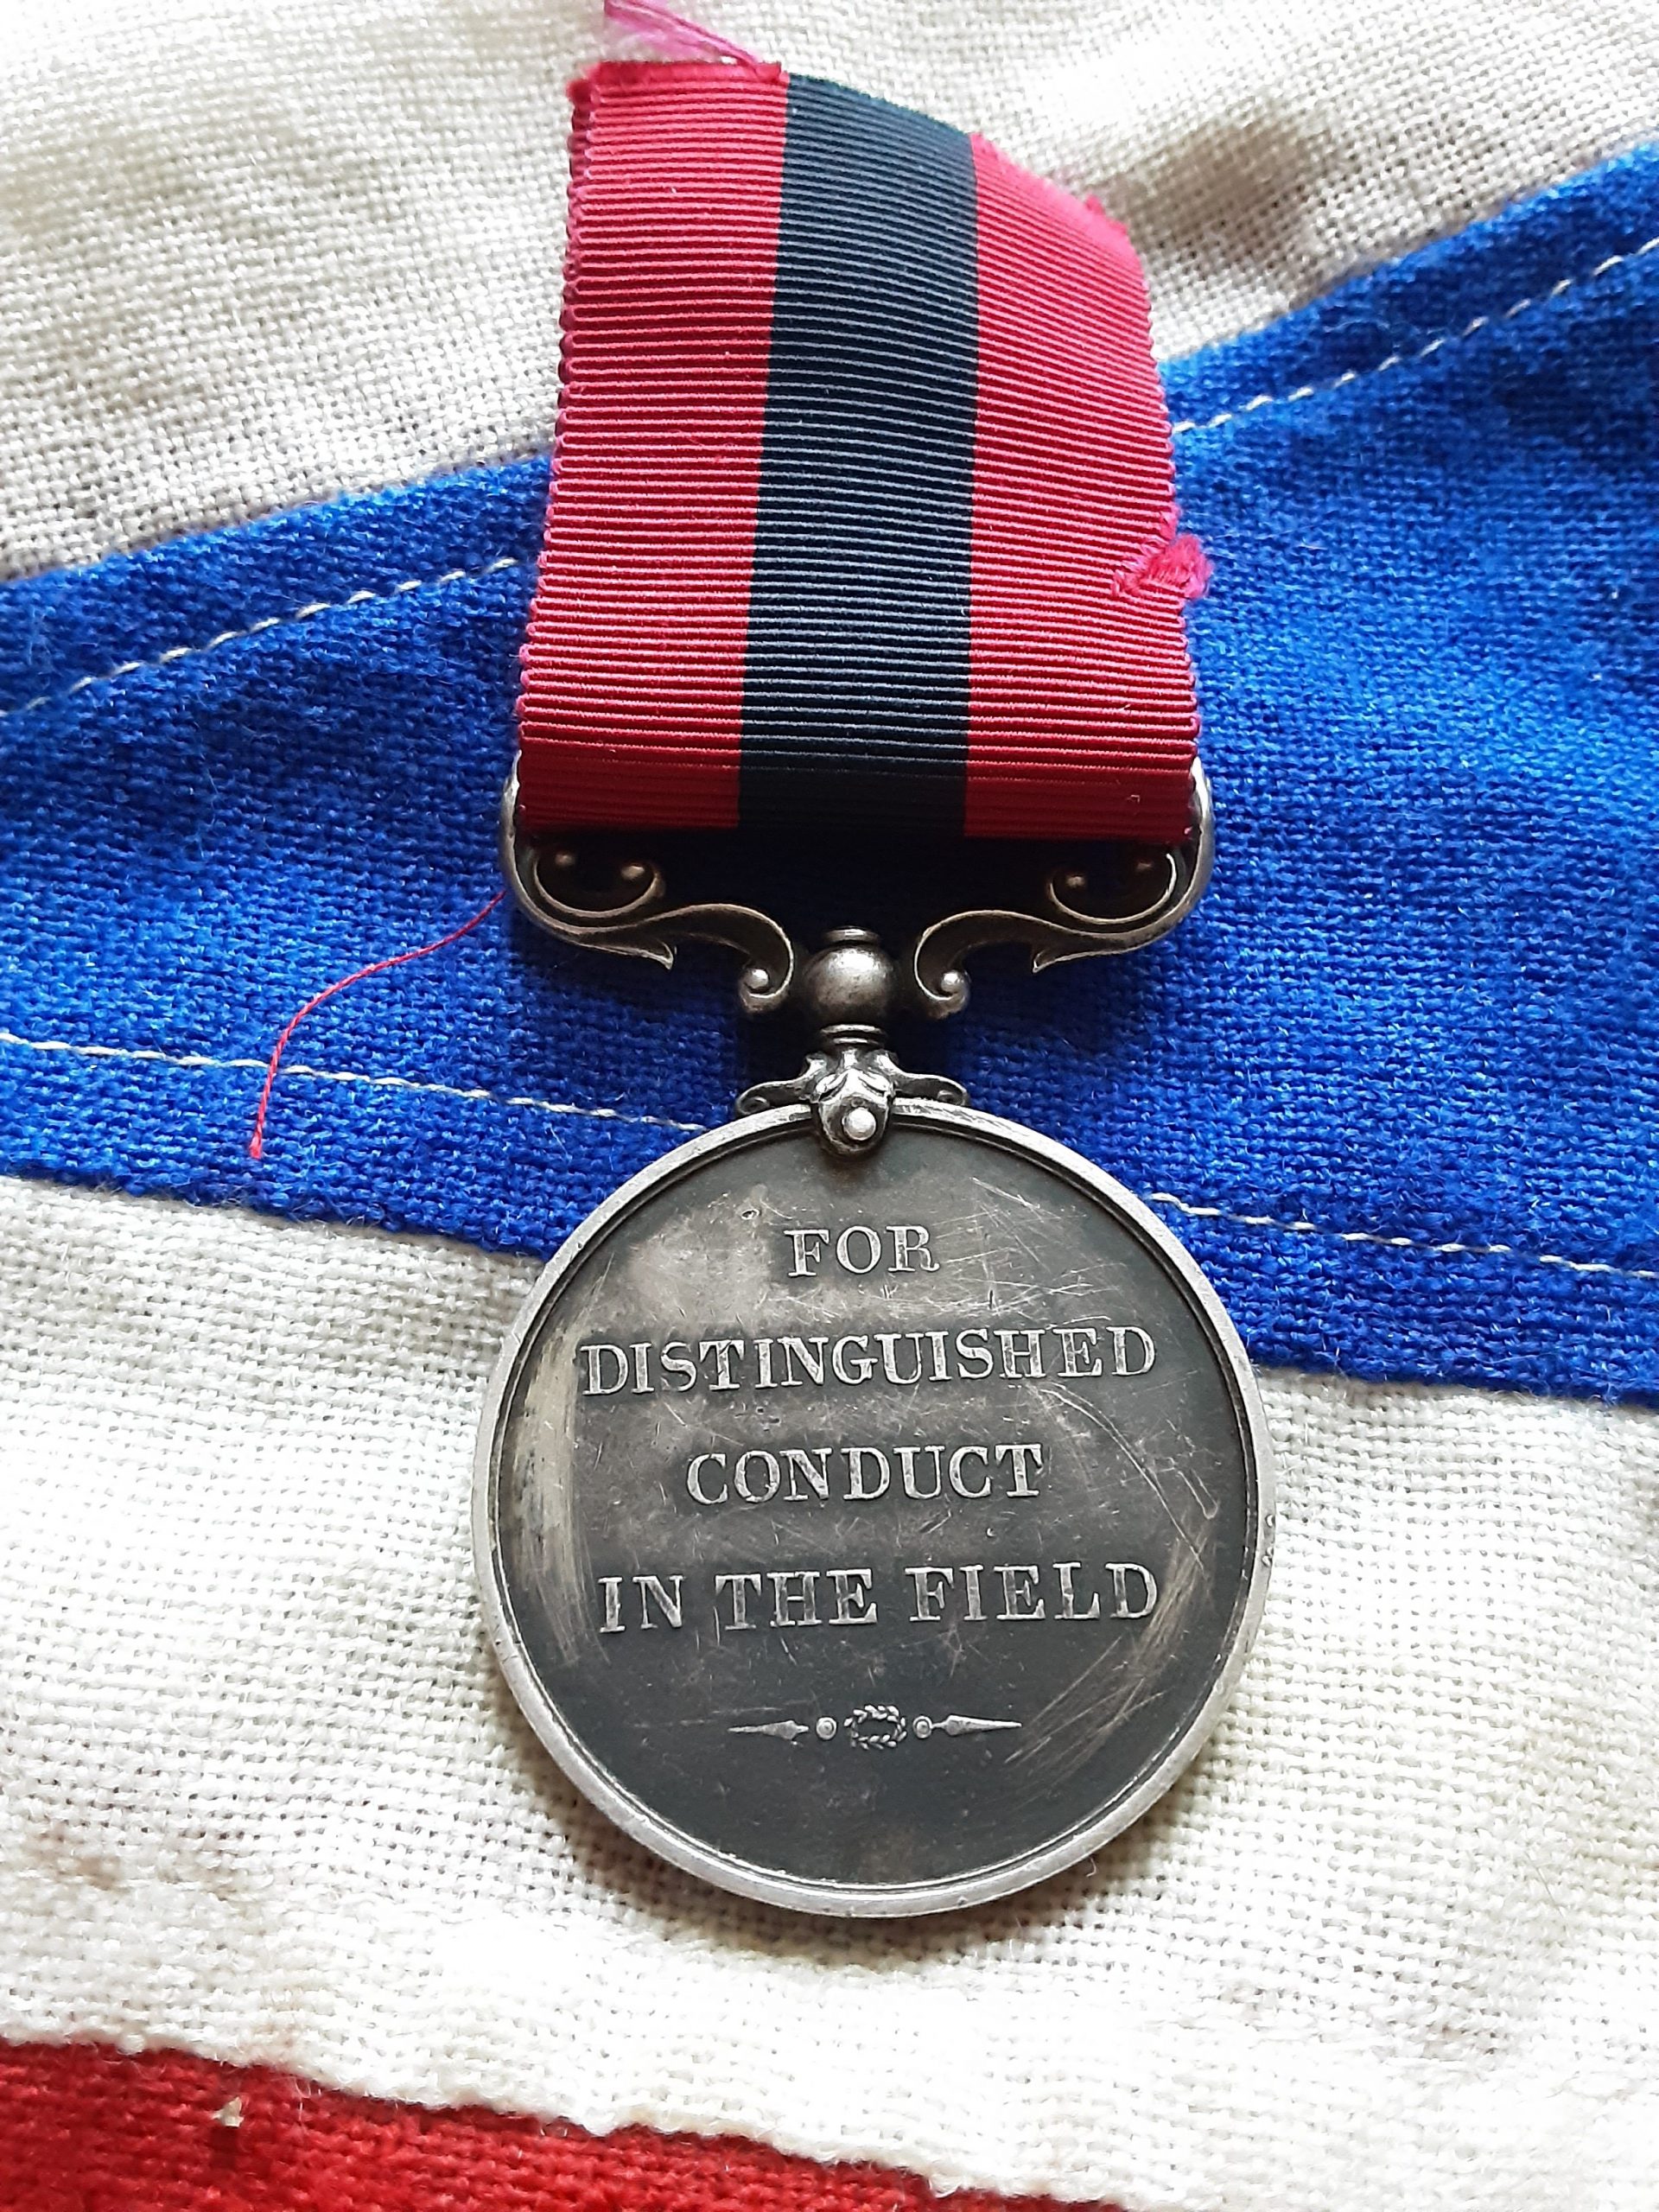 FOR
DISTINGUISHED
CONDUCT
IN THE FIELD